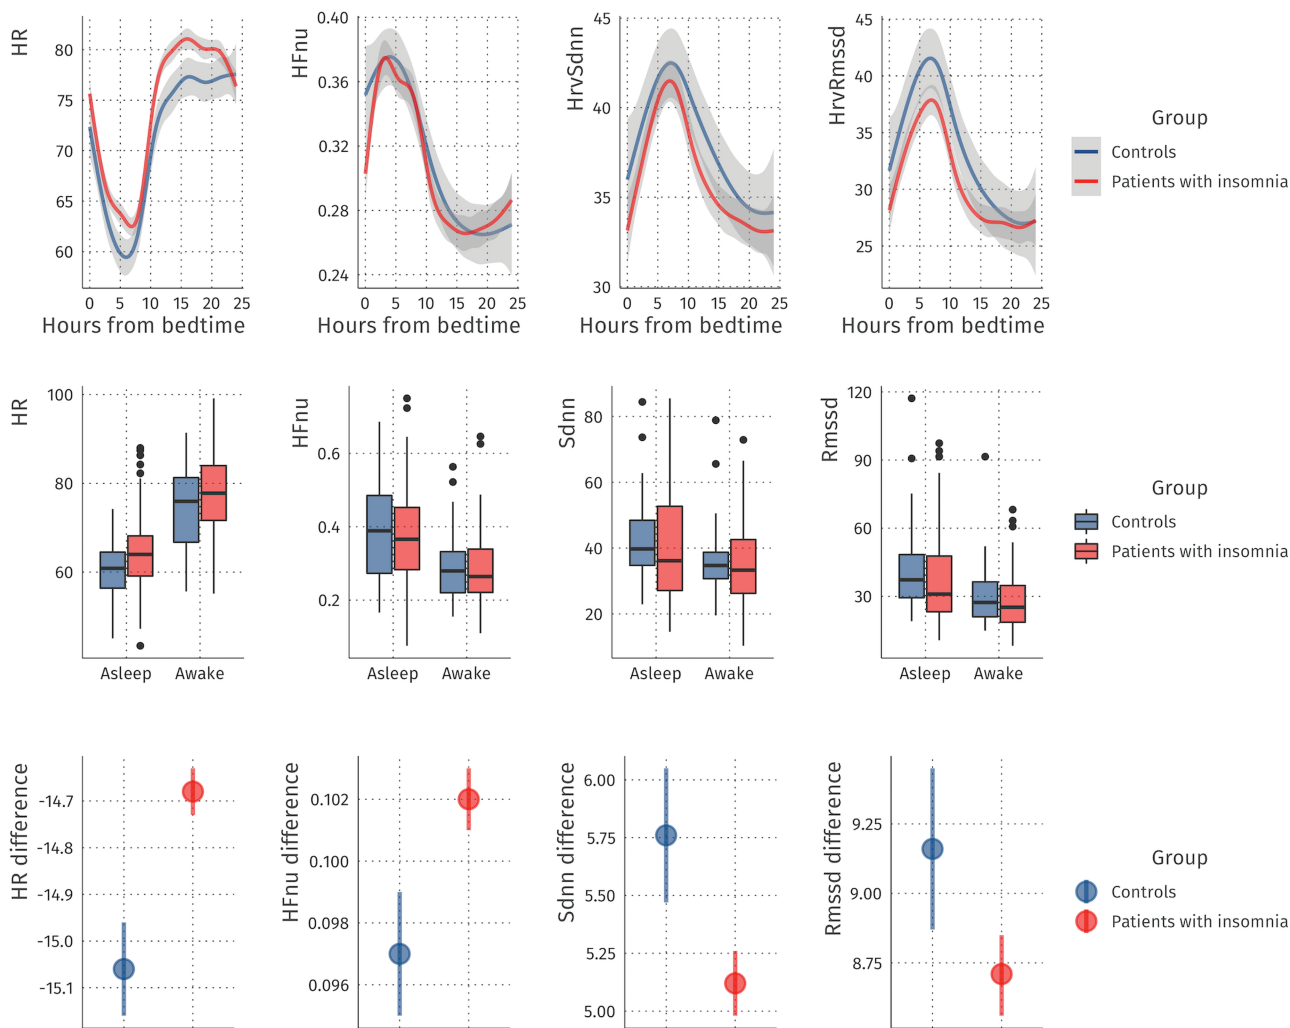 HR
80
75
70
65
60
0 5 10 15 20 25
Hours from bedtime
HFnu
0.40
0.36
0.32
0.28
0.24
0 5 10 15 20 25
Hours from bedtime
HrvSdnn
45
40
35
30
0 5 10 15 20 25
Hours from bedtime
HrvRmssd
45
40
35
30
25
0 5 10 15 20 25
Hours from bedtime
Group
Controls
Patients with insomnia
HR
100
80
60
Asleep Awake
HFnu
0.6
0.4
0.2
Asleep Awake
Sdnn
80
60
40
20
Asleep Awake
Rmssd
120
90
60
30
Asleep Awake
Group
Controls
Patients with insomnia
HR difference
-14.7
-14.8
-14.9
-15.0
-15.1
HFnu difference
0.102
0.100
0.098
0.096
Sdnn difference
6.00
5.75
5.50
5.25
5.00
Rmssd difference
9.25
9.00
8.75
Group
Controls
Patients with insomnia